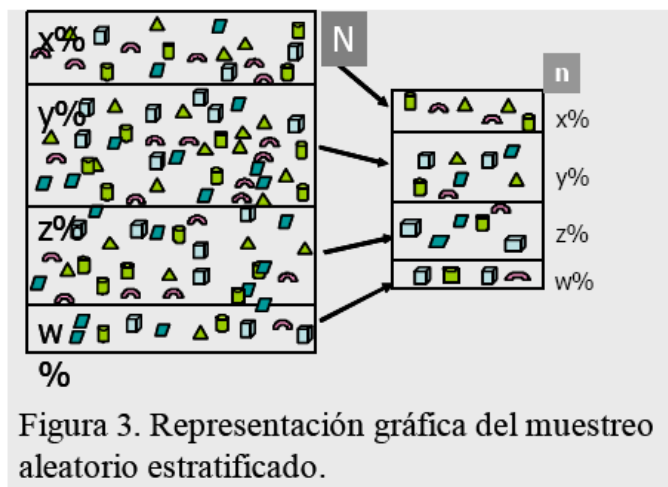 x%
N
n
x%
y%
y%
z%
z%
w%
w
%
Figura 3. Representación gráfica del muestreo
aleatorio estratificado.